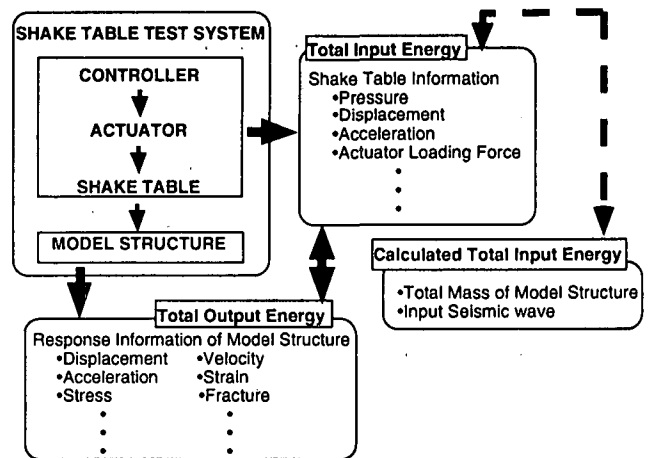 SHAKE TABLE TEST SYSTEM
CONTROLLER
ACTUATOR
SHAKE TABLE
MODEL STRUCTURE
Total Input Energy
Shake Table Information
•Pressure
•Displacement
•Acceleration
•Actuator Loading Force
Calculated Total Input Energy
•Total Mass of Model Structure
•Input Seismic wave
Total Output Energy
Response Information of Model Structure
•Displacement •Velocity
•Acceleration •Strain
•Stress •Fracture